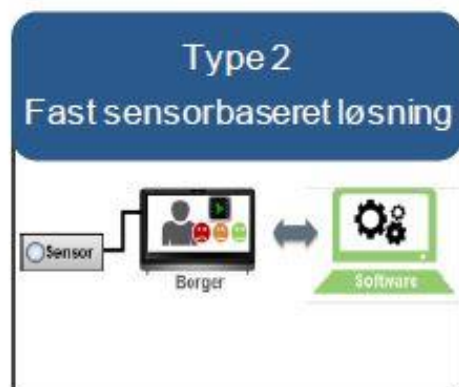 Type 2
Fast sensorbaseret løsning
Sensor
Borger
Software